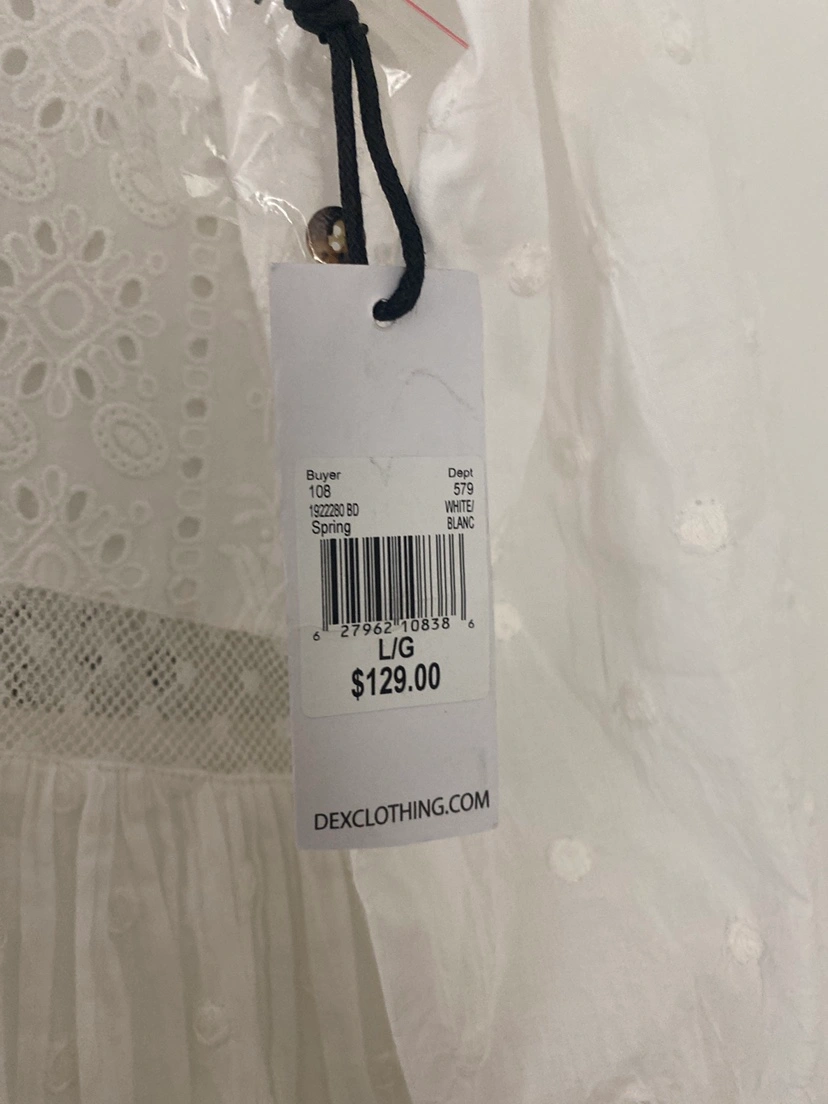 Buyer Dept
108 579
1922280 BD WHITE/
Spring BLANC
6 27962 10838 6
L/G
$129.00
DEXCLOTHING.COM